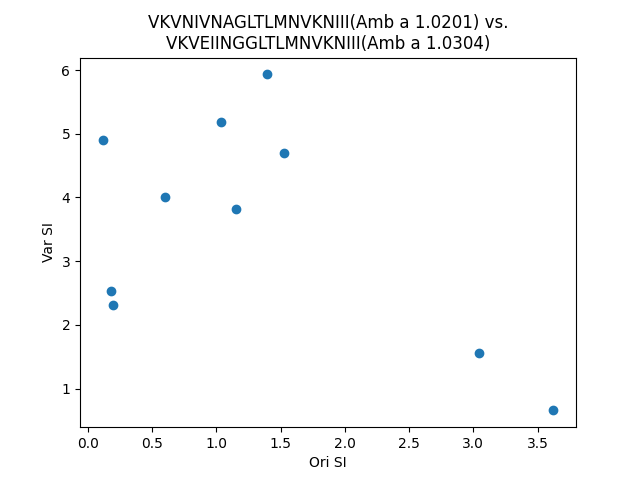 VKVNIVNAGLTLMNVKNIII(Amb a 1.0201) vs.
VKVEIINGGLTLMNVKNIII(Amb a 1.0304)
6
5
4
3
2
1
Var SI
0.0 0.5 1.0 1.5 2.0 2.5 3.0 3.5
Ori SI